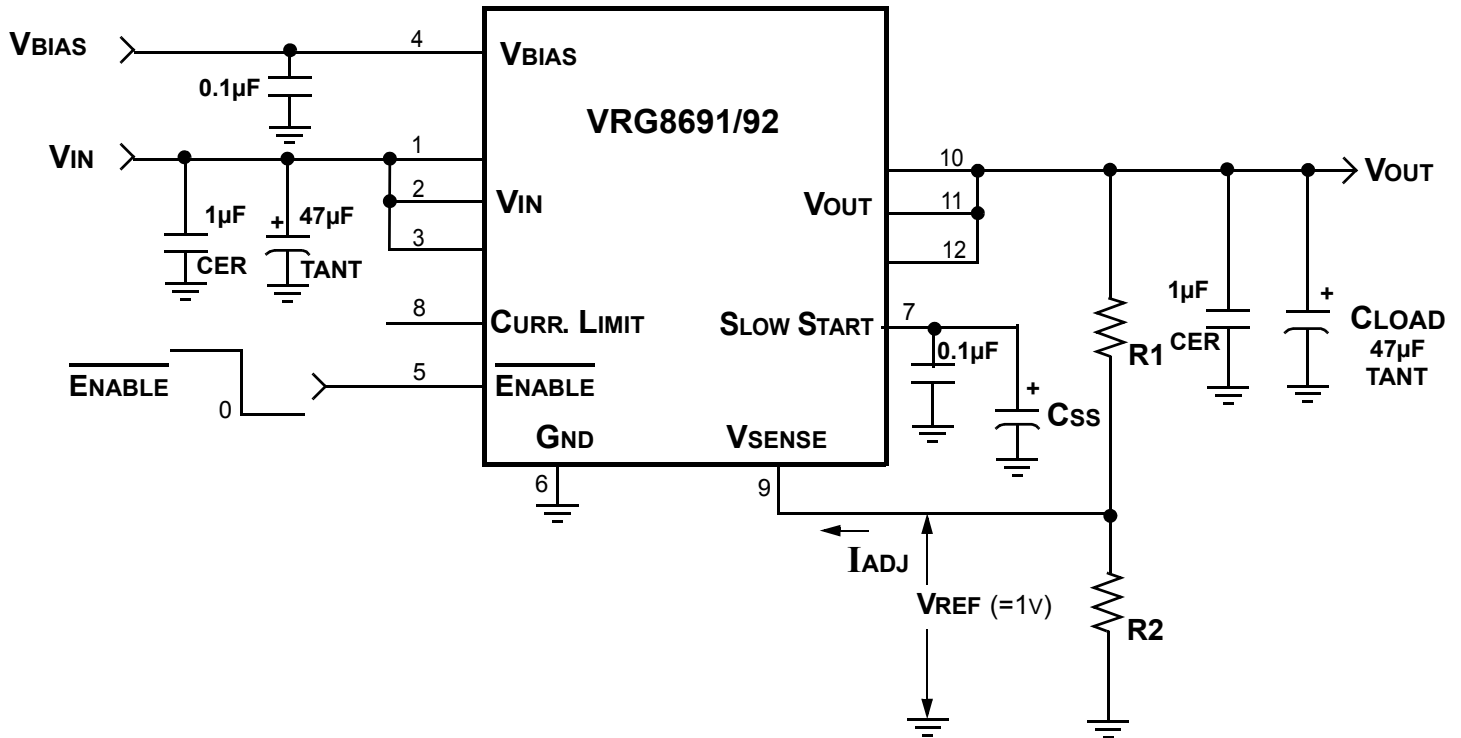 VBIAS
4
VBIAS
0.1µF
VRG8691/92
VIN
1
10
VOUT
2
VIN
VOUT
11
1µF
47µF
3
12
CER
TANT
8
CURR. LIMIT
SLOW START
7
1µF
+
CLOAD
47µF
TANT
0.1µF
R1
CER
ENABLE
0
5
ENABLE
+
CSS
GND
VSENSE
6
9
IADJ
VREF (=1V)
R2
+